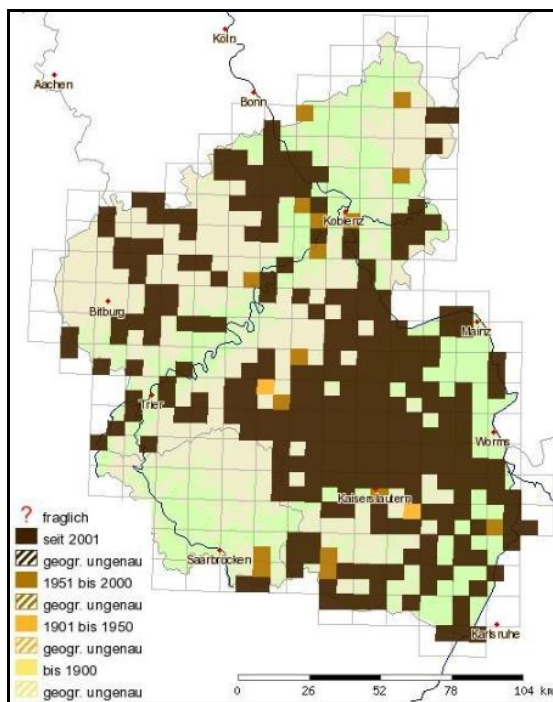 Köln
Aachen
Bonn
Koblenz
Bitburg
Mainz
Trier
Worms
Kaiserslautern
Saarbrücken
Karlsruhe
? fraglich
seit 2001
geogr. ungenau
1951 bis 2000
geogr. ungenau
1901 bis 1950
geogr. ungenau
bis 1900
geogr. ungenau
0 26 52 78 104 km